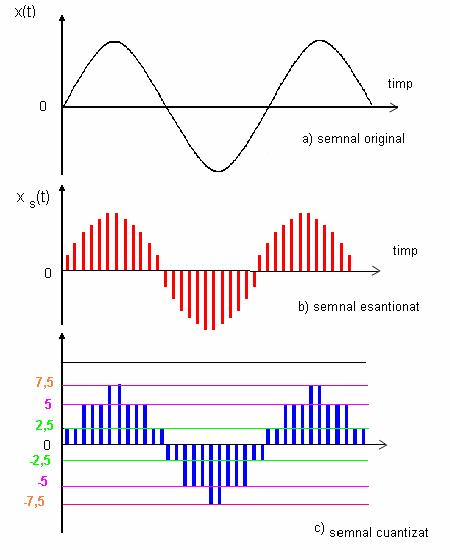 x(t)
timp
0
a) semnal original
x s(t)
timp
0
b) semnal esantionat
7,5
5
2,5
0
-2,5
-5
-7,5
c) semnal cuantizat